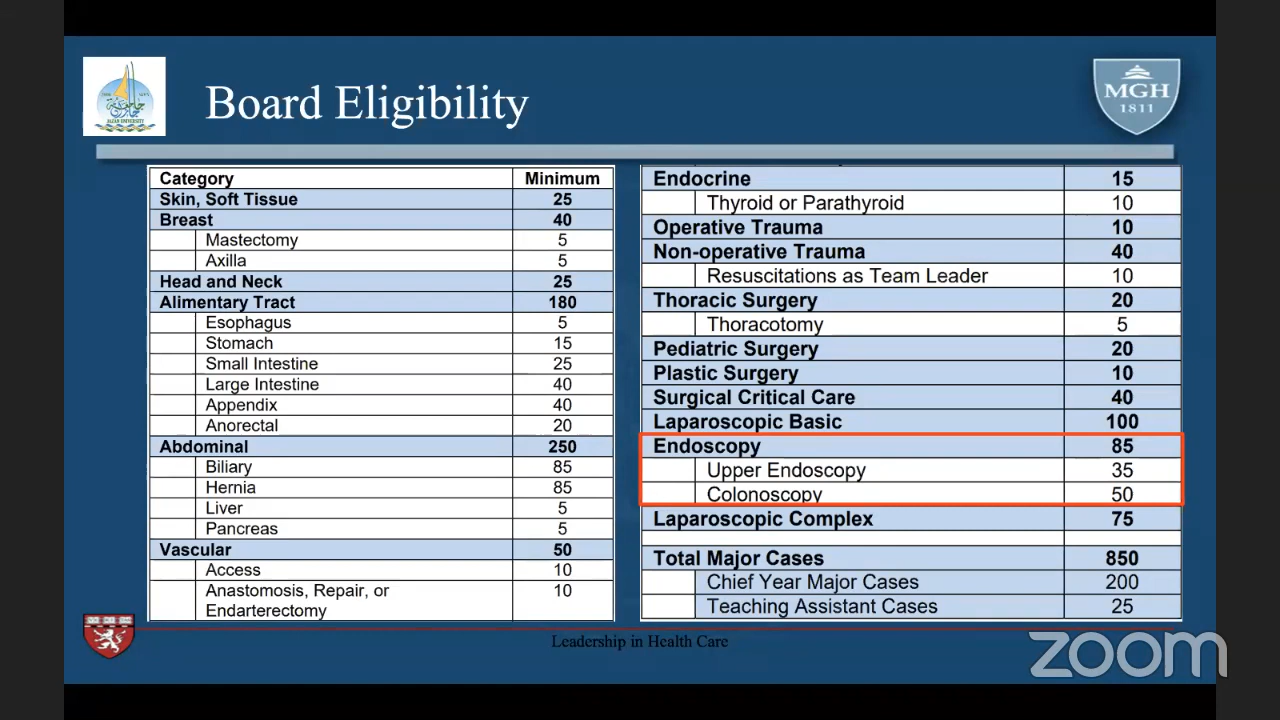 Board Eligibility
MGH
1811
جامعة جازان
JAZAN UNIVERSITY
Category Minimum
Skin, Soft Tissue 25
Breast 40
Mastectomy 5
Axilla 5
Head and Neck 25
Alimentary Tract 180
Esophagus 5
Stomach 15
Small Intestine 25
Large Intestine 40
Appendix 40
Anorectal 20
Abdominal 250
Biliary 85
Hernia 85
Liver 5
Pancreas 5
Vascular 50
Access 10
Anastomosis, Repair, or 10
Endarterectomy
Endocrine 15
Thyroid or Parathyroid 10
Operative Trauma 10
Non-operative Trauma 40
Resuscitations as Team Leader 10
Thoracic Surgery 20
Thoracotomy 5
Pediatric Surgery 20
Plastic Surgery 10
Surgical Critical Care 40
Laparoscopic Basic 100
Endoscopy 85
Upper Endoscopy 35
Colonoscopy 50
Laparoscopic Complex 75
Total Major Cases 850
Chief Year Major Cases 200
Teaching Assistant Cases 25
Leadership in Health Care
zoom